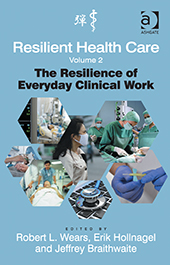 弾
A
ASHGATE
Resilient Health Care
Volume 2
The Resilience of
Everyday Clinical Work
EDITED BY
Robert L. Wears, Erik Hollnagel
and Jeffrey Braithwaite